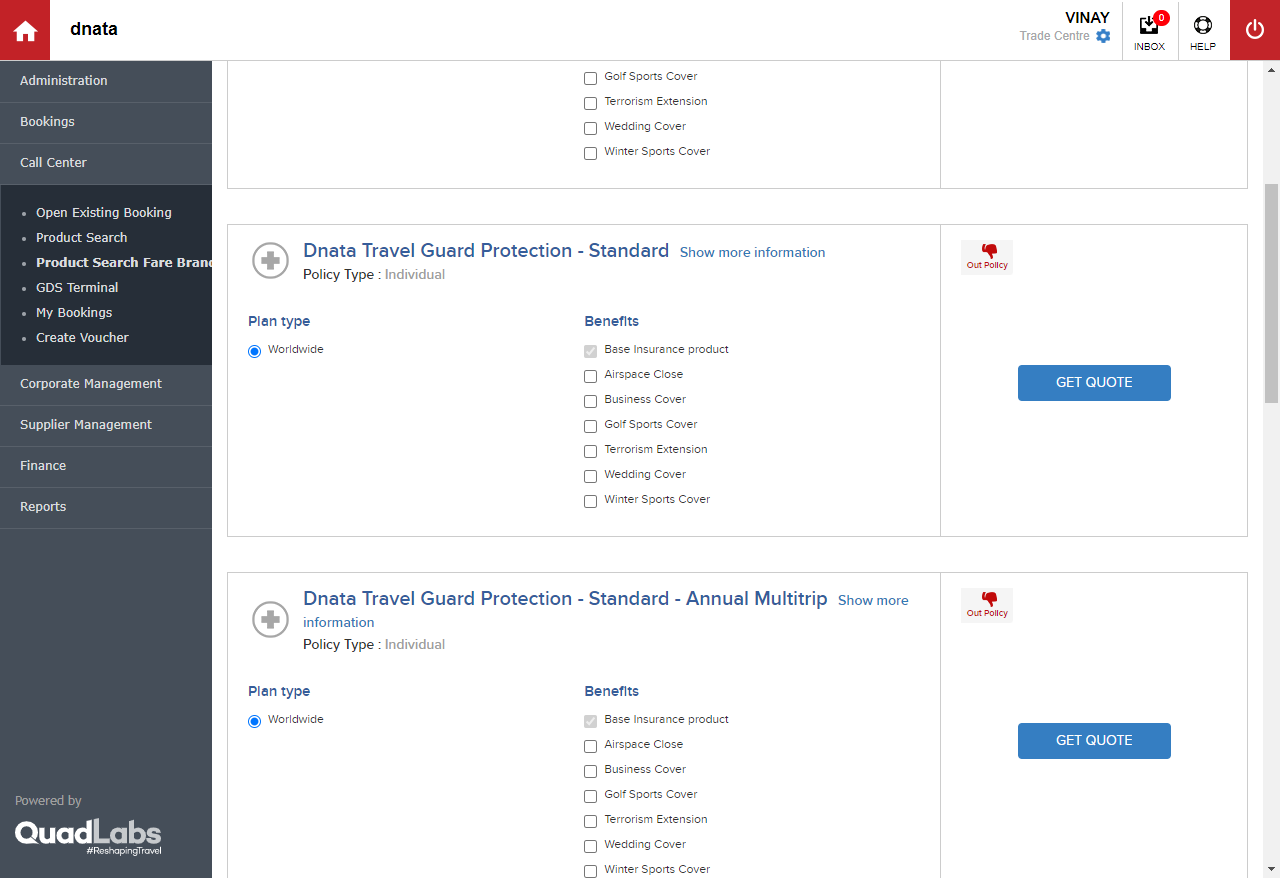 dnata
VINAY
Trade Centre
0
INBOX
HELP
Administration
Bookings
Call Center
Open Existing Booking
Product Search
Product Search Fare Brand
GDS Terminal
My Bookings
Create Voucher
Corporate Management
Supplier Management
Finance
Reports
Powered by
QuadLabs
#ReshapingTravel
Golf Sports Cover
Terrorism Extension
Wedding Cover
Winter Sports Cover
Dnata Travel Guard Protection - Standard Show more information
Policy Type : Individual
Out Policy
Plan type
Worldwide
Benefits
Base Insurance product
Airspace Close
Business Cover
Golf Sports Cover
Terrorism Extension
Wedding Cover
Winter Sports Cover
GET QUOTE
Dnata Travel Guard Protection - Standard - Annual Multitrip Show more
information
Policy Type : Individual
Out Policy
Plan type
Worldwide
Benefits
Base Insurance product
Airspace Close
Business Cover
Golf Sports Cover
Terrorism Extension
Wedding Cover
Winter Sports Cover
GET QUOTE